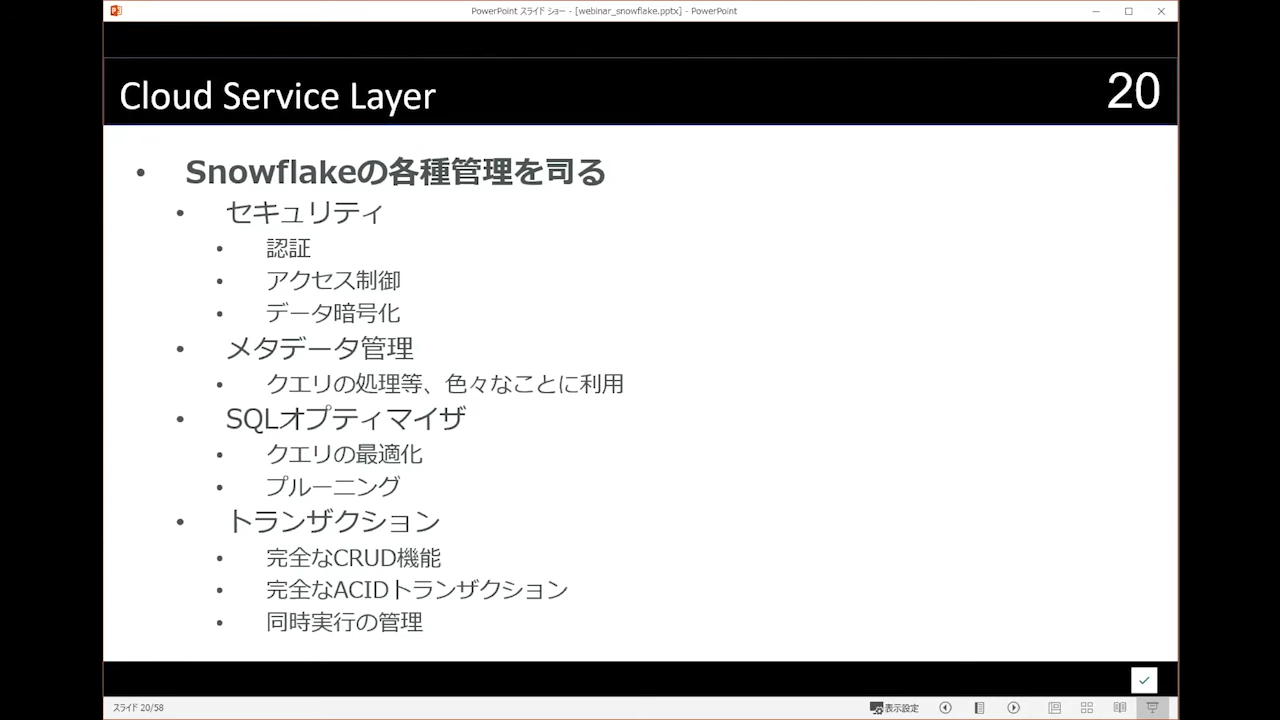 PowerPoint スライド ショー - [webinar_snowflake.pptx] - PowerPoint
Cloud Service Layer
20
• Snowflakeの各種管理を司る
• セキュリティ
• 認証
• アクセス制御
• データ暗号化
• メタデータ管理
• クエリの処理等、色々なことに利用
• SQLオプティマイザ
• クエリの最適化
• プルーニング
• トランザクション
• 完全なCRUD機能
• 完全なACIDトランザクション
• 同時実行の管理
スライド 20/58
表示設定